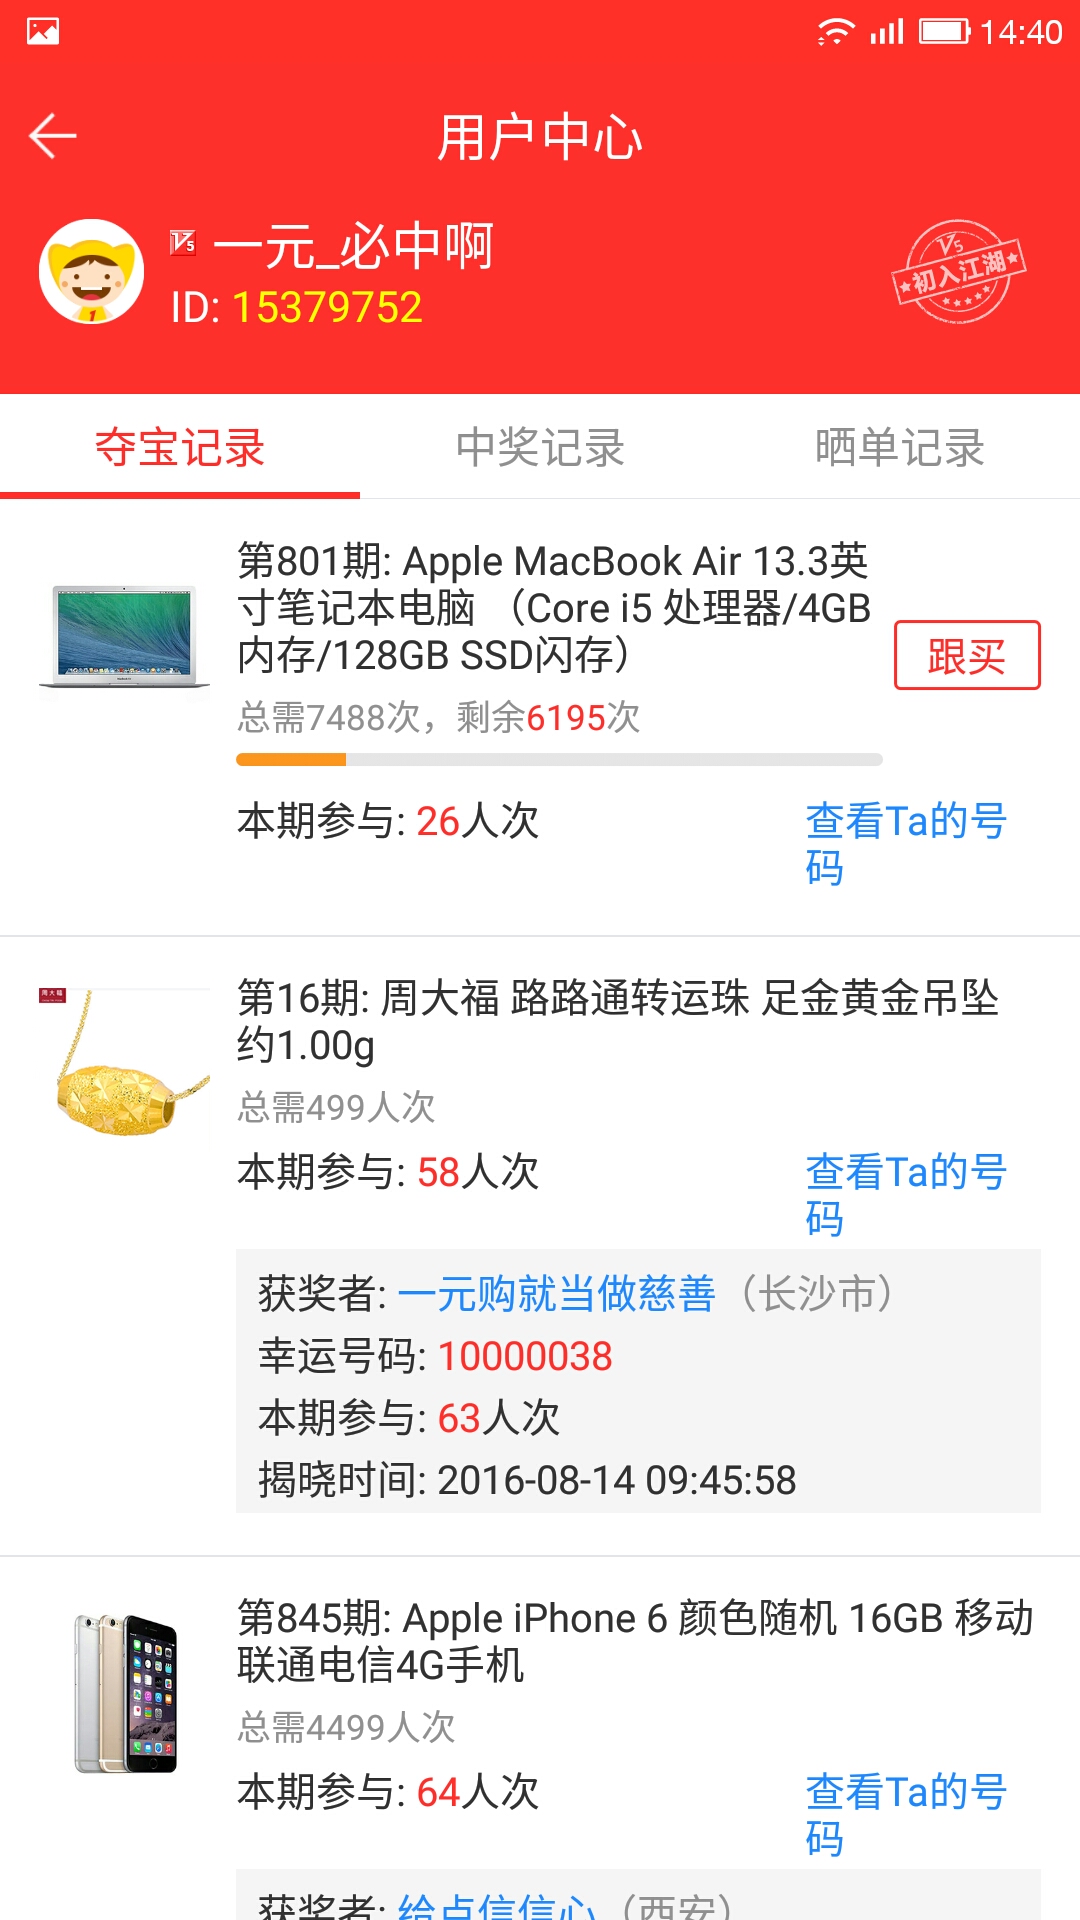 14:40
用户中心
V5 一元_必中啊
ID: 15379752
V5
初入江湖
夺宝记录
中奖记录
晒单记录
第801期: Apple MacBook Air 13.3英
寸笔记本电脑 （Core i5 处理器/4GB
内存/128GB SSD闪存）
跟买
总需7488次，剩余6195次
本期参与: 26人次
查看Ta的号
码
周大福
第16期: 周大福 路路通转运珠 足金黄金吊坠
约1.00g
总需499人次
本期参与: 58人次
查看Ta的号
码
获奖者: 一元购就当做慈善（长沙市）
幸运号码: 10000038
本期参与: 63人次
揭晓时间: 2016-08-14 09:45:58
第845期: Apple iPhone 6 颜色随机 16GB 移动
联通电信4G手机
总需4499人次
本期参与: 64人次
查看Ta的号
码
获奖者: 给点信信心（西安）